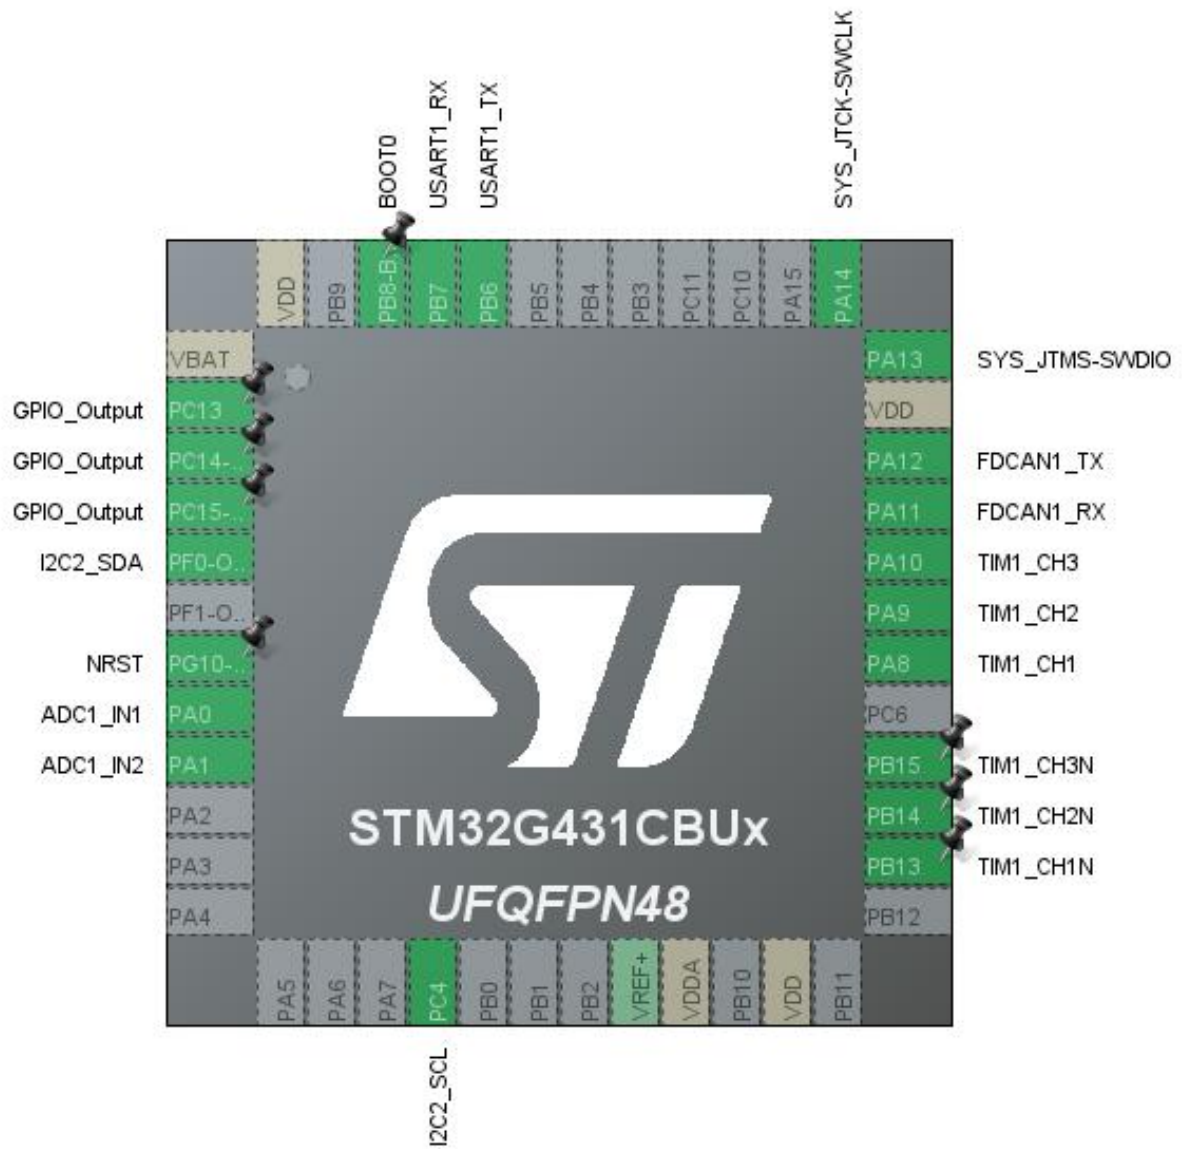 BOOT0
USART1_RX
USART1_TX
SYS_JTCK-SWCLK
VDD
PB9
PB8-B..
PB7
PB6
PB5
PB4
PB3
PC11
PC10
PA15
PA14
VBAT
GPIO_Output PC13
GPIO_Output PC14-..
GPIO_Output PC15-..
I2C2_SDA PF0-O..
PF1-O..
NRST PG10-..
ADC1_IN1 PA0
ADC1_IN2 PA1
PA2
PA3
PA4
PA13 SYS_JTMS-SWDIO
VDD
PA12 FDCAN1_TX
PA11 FDCAN1_RX
PA10 TIM1_CH3
PA9 TIM1_CH2
PA8 TIM1_CH1
PC6
PB15 TIM1_CH3N
PB14 TIM1_CH2N
PB13 TIM1_CH1N
PB12
ST
STM32G431CBUx
UFQFPN48
PA5
PA6
PA7
PC4
PB0
PB1
PB2
VREF+
VDDA
PB10
VDD
PB11
I2C2_SCL